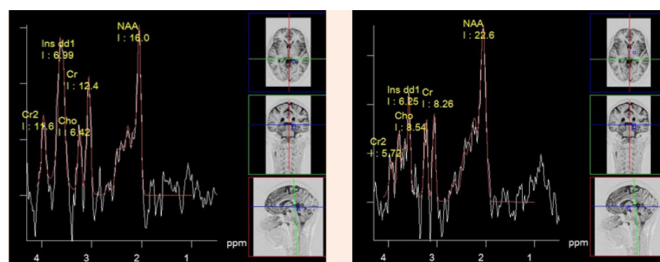 NAA
I : 16.0
Ins dd1
I : 6.99
Cr
I : 12.4
Cr2
I : 11.6
Cho
I : 6.42
4 3 2 1 ppm
NAA
I : 22.6
Ins dd1
I : 6.25
Cr
I : 8.26
Cho
I : 8.54
Cr2
I : 5.72
4 3 2 1 ppm